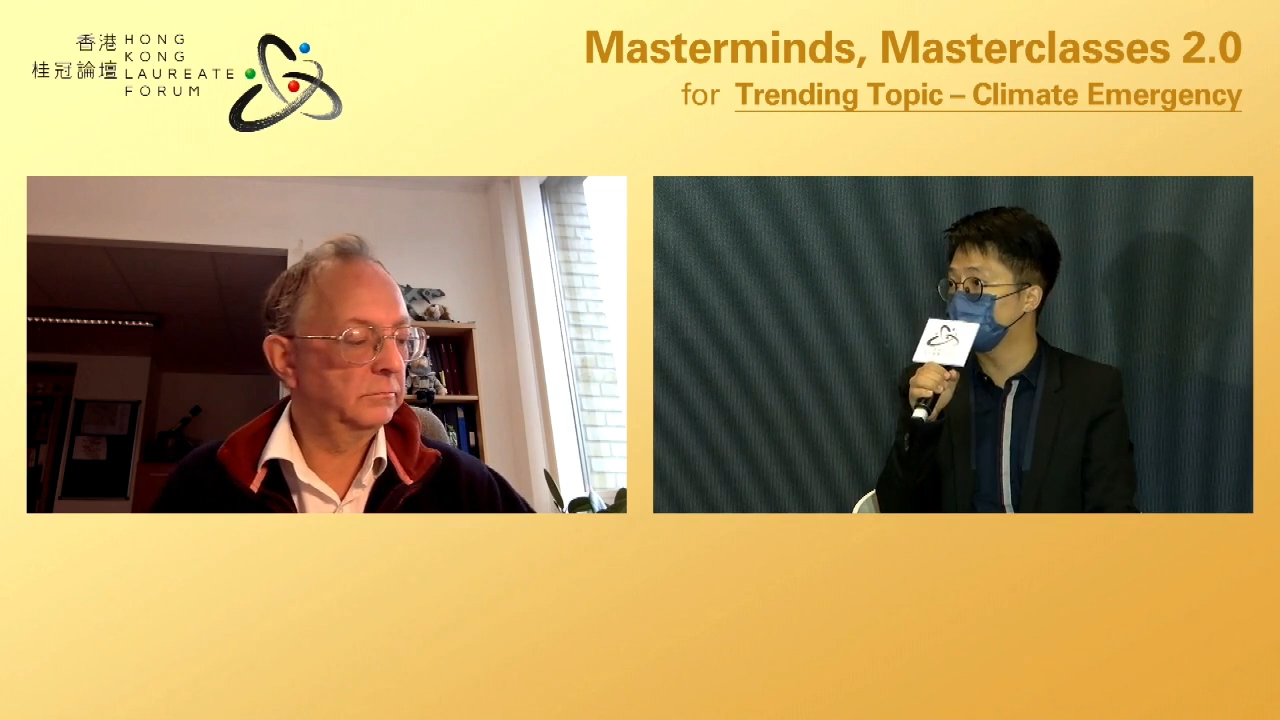 香港
桂冠論壇
HONG
KONG
LAUREATE
FORUM
Masterminds, Masterclasses 2.0
for Trending Topic – Climate Emergency